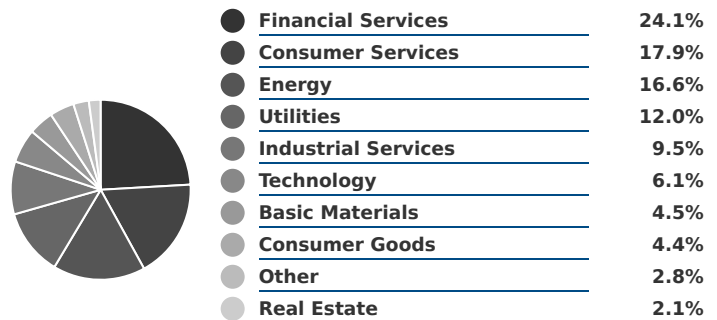 Financial Services 24.1%
Consumer Services 17.9%
Energy 16.6%
Utilities 12.0%
Industrial Services 9.5%
Technology 6.1%
Basic Materials 4.5%
Consumer Goods 4.4%
Other 2.8%
Real Estate 2.1%